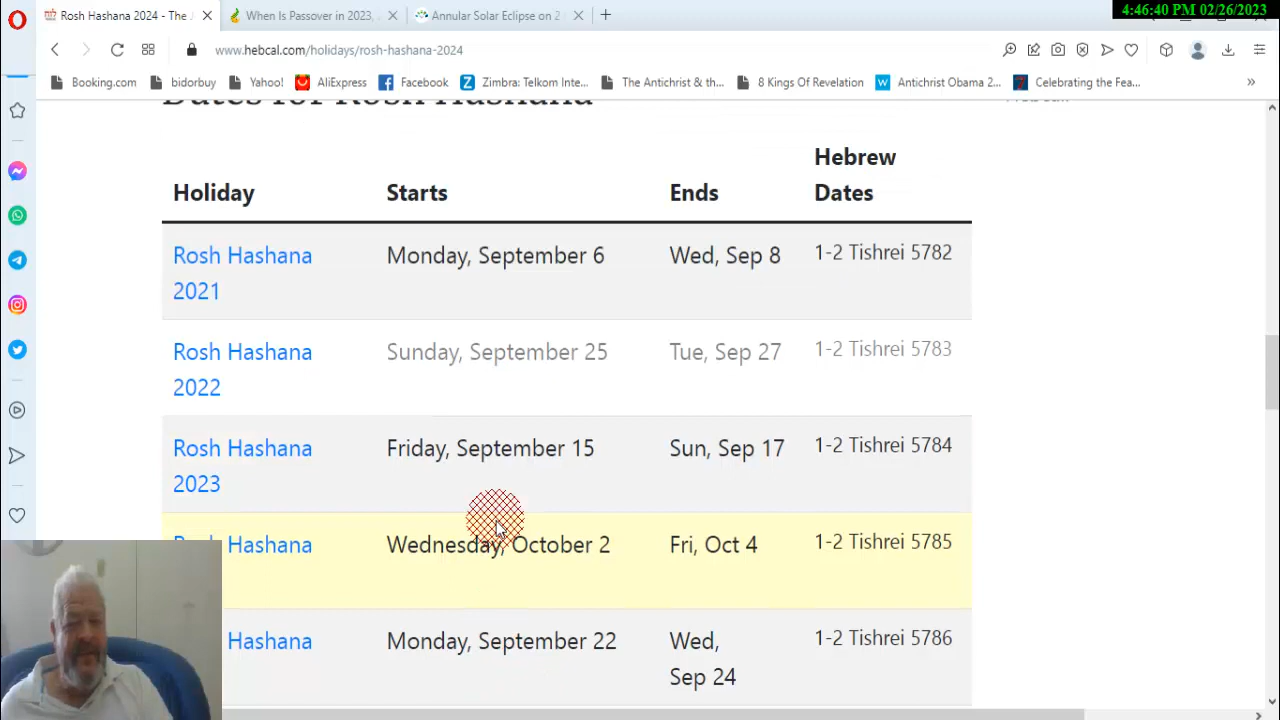 4:46:40 PM 02/26/2023
Rosh Hashana 2024 - The
When Is Passover in 2023,
Annular Solar Eclipse on 2
www.hebcal.com/holidays/rosh-hashana-2024
Booking.com bidorbuy Yahoo! AliExpress Facebook Zimbra: Telkom Inte... The Antichrist & th... 8 Kings Of Revelation Antichrist Obama 2... Celebrating the Fea...
Dates for Rosh Hashana
Hebrew
Holiday Starts Ends Dates
Rosh Hashana Monday, September 6 Wed, Sep 8 1-2 Tishrei 5782
2021
Rosh Hashana Sunday, September 25 Tue, Sep 27 1-2 Tishrei 5783
2022
Rosh Hashana Friday, September 15 Sun, Sep 17 1-2 Tishrei 5784
2023
Hashana Wednesday, October 2 Fri, Oct 4 1-2 Tishrei 5785
Hashana Monday, September 22 Wed, 1-2 Tishrei 5786
Sep 24